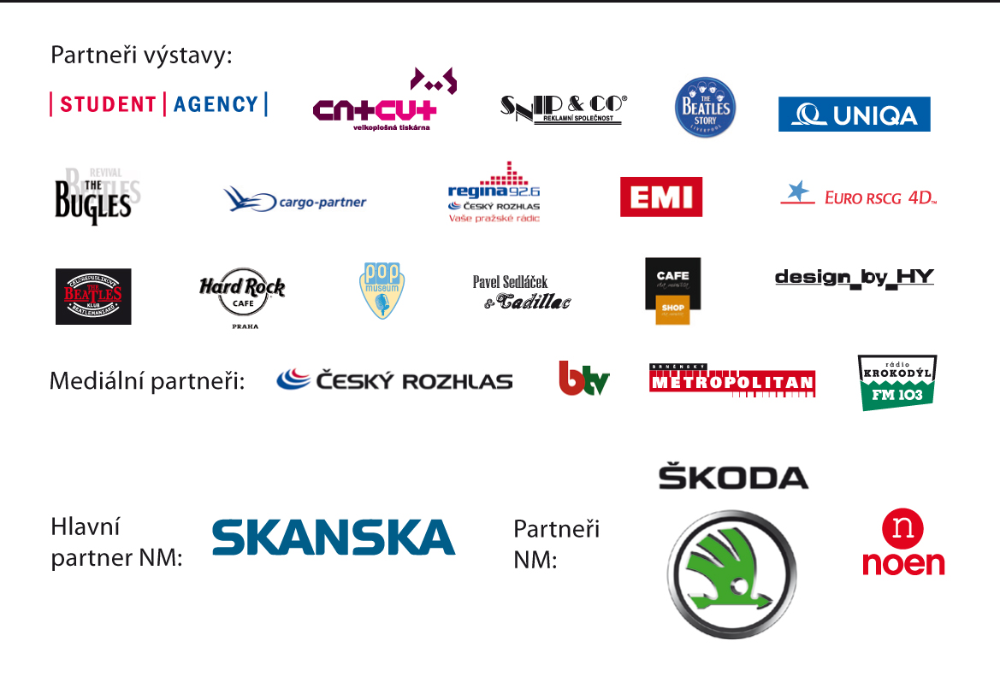 Partneři výstavy:
STUDENT AGENCY
cn+cu+
velkoplošná tiskárna
SNIP & CO®
REKLAMNÍ SPOLEČNOST
THE
BEATLES
STORY
LIVERPOOL
UNIQA
REVIVAL
BEATLES
THE
BUGLES
cargo-partner
regina 92.6
ČESKÝ ROZHLAS
Vaše pražské rádio
EMI
EURO RSCG 4D™
CELOREPUBLIKOVÝ
THE
BEATLES
KLUB
BEATLEMANIAKŮ
Hard Rock
CAFE
PRAHA
pop
museum
Pavel Sedláček
& Cadillac
CAFE
na minutku
SHOP
design_by_HY
Mediální partneři:
ČESKÝ ROZHLAS
btv
BRNĚNSKÝ
METROPOLITAN
rádio
KROKODÝL
FM 103
Hlavní
partner NM:
SKANSKA
Partneři
NM:
ŠKODA
n
noen